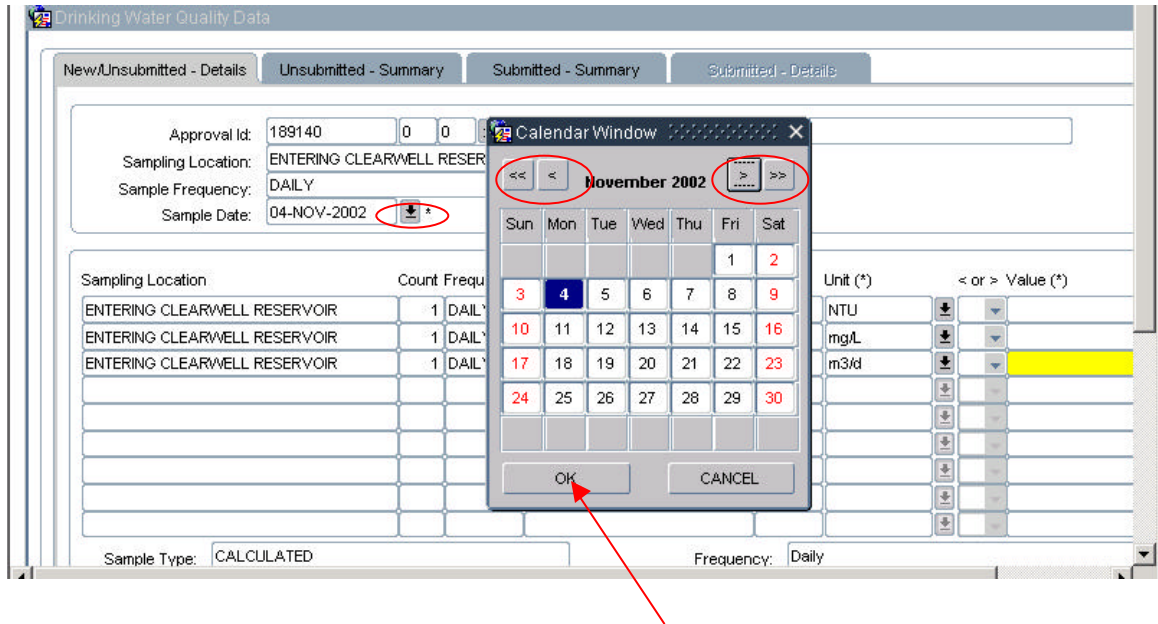 Drinking Water Quality Data
New/Unsubmitted - Details Unsubmitted - Summary Submitted - Summary Submitted - Details
Approval Id: 189140 0 0
Sampling Location: ENTERING CLEARWELL RESER
Sample Frequency: DAILY
Sample Date: 04-NOV-2002 *
Calendar Window
<< < November 2002 > >>
Sun Mon Tue Wed Thu Fri Sat
1 2
3 4 5 6 7 8 9
10 11 12 13 14 15 16
17 18 19 20 21 22 23
24 25 26 27 28 29 30
OK CANCEL
Sampling Location Count Frequ Unit (*) < or > Value (*)
ENTERING CLEARWELL RESERVOIR 1 DAIL NTU
ENTERING CLEARWELL RESERVOIR 1 DAIL mg/L
ENTERING CLEARWELL RESERVOIR 1 DAIL m3/d
Sample Type: CALCULATED Frequency: Daily